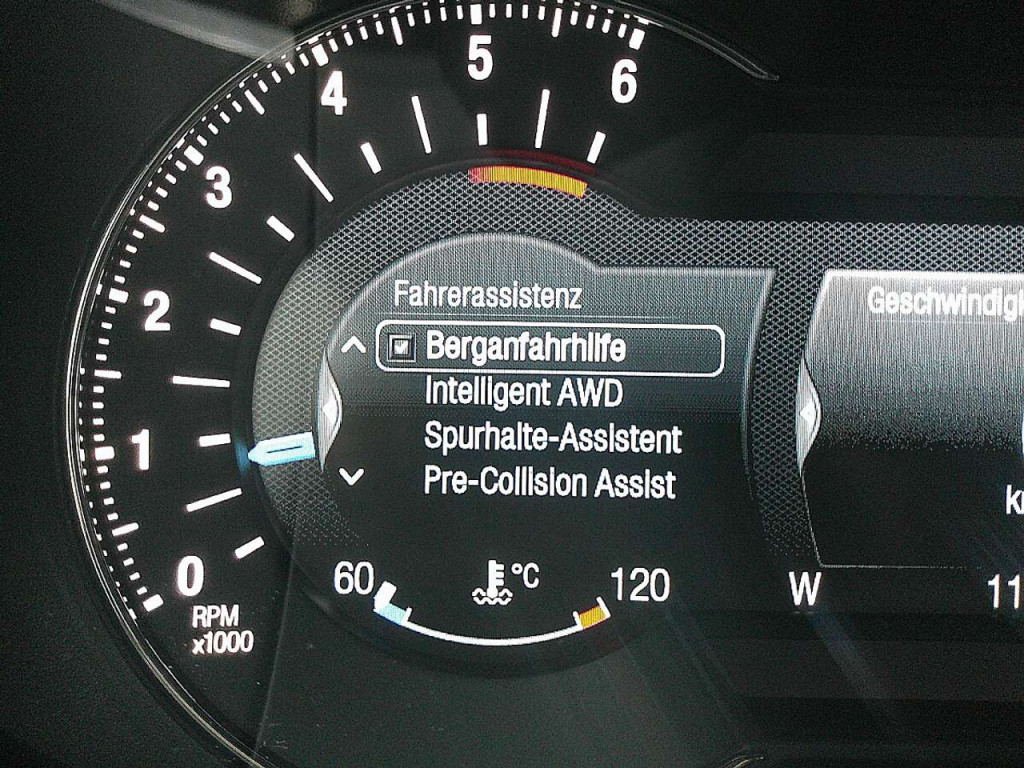 5
4
6
3
2
1
0
RPM
x1000
Fahrerassistenz
Berganfahrhilfe
Intelligent AWD
Spurhalte-Assistent
Pre-Collision Assist
60
°C
120
W
11